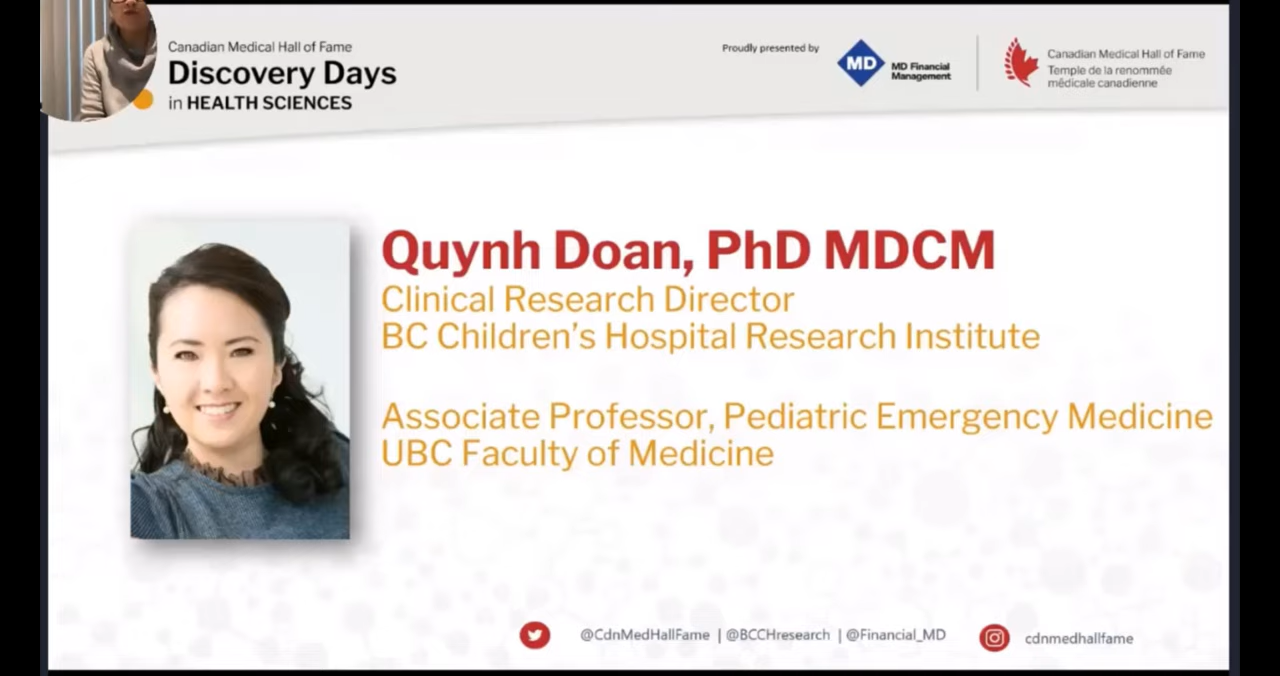 Canadian Medical Hall of Fame
Discovery Days
in HEALTH SCIENCES
Proudly presented by
MD
MD Financial
Management
Canadian Medical Hall of Fame
Temple de la renommée
médicale canadienne
Quynh Doan, PhD MDCM
Clinical Research Director
BC Children's Hospital Research Institute
Associate Professor, Pediatric Emergency Medicine
UBC Faculty of Medicine
@CdnMedHallFame | @BCCHresearch | @Financial_MD
cdnmedhallfame